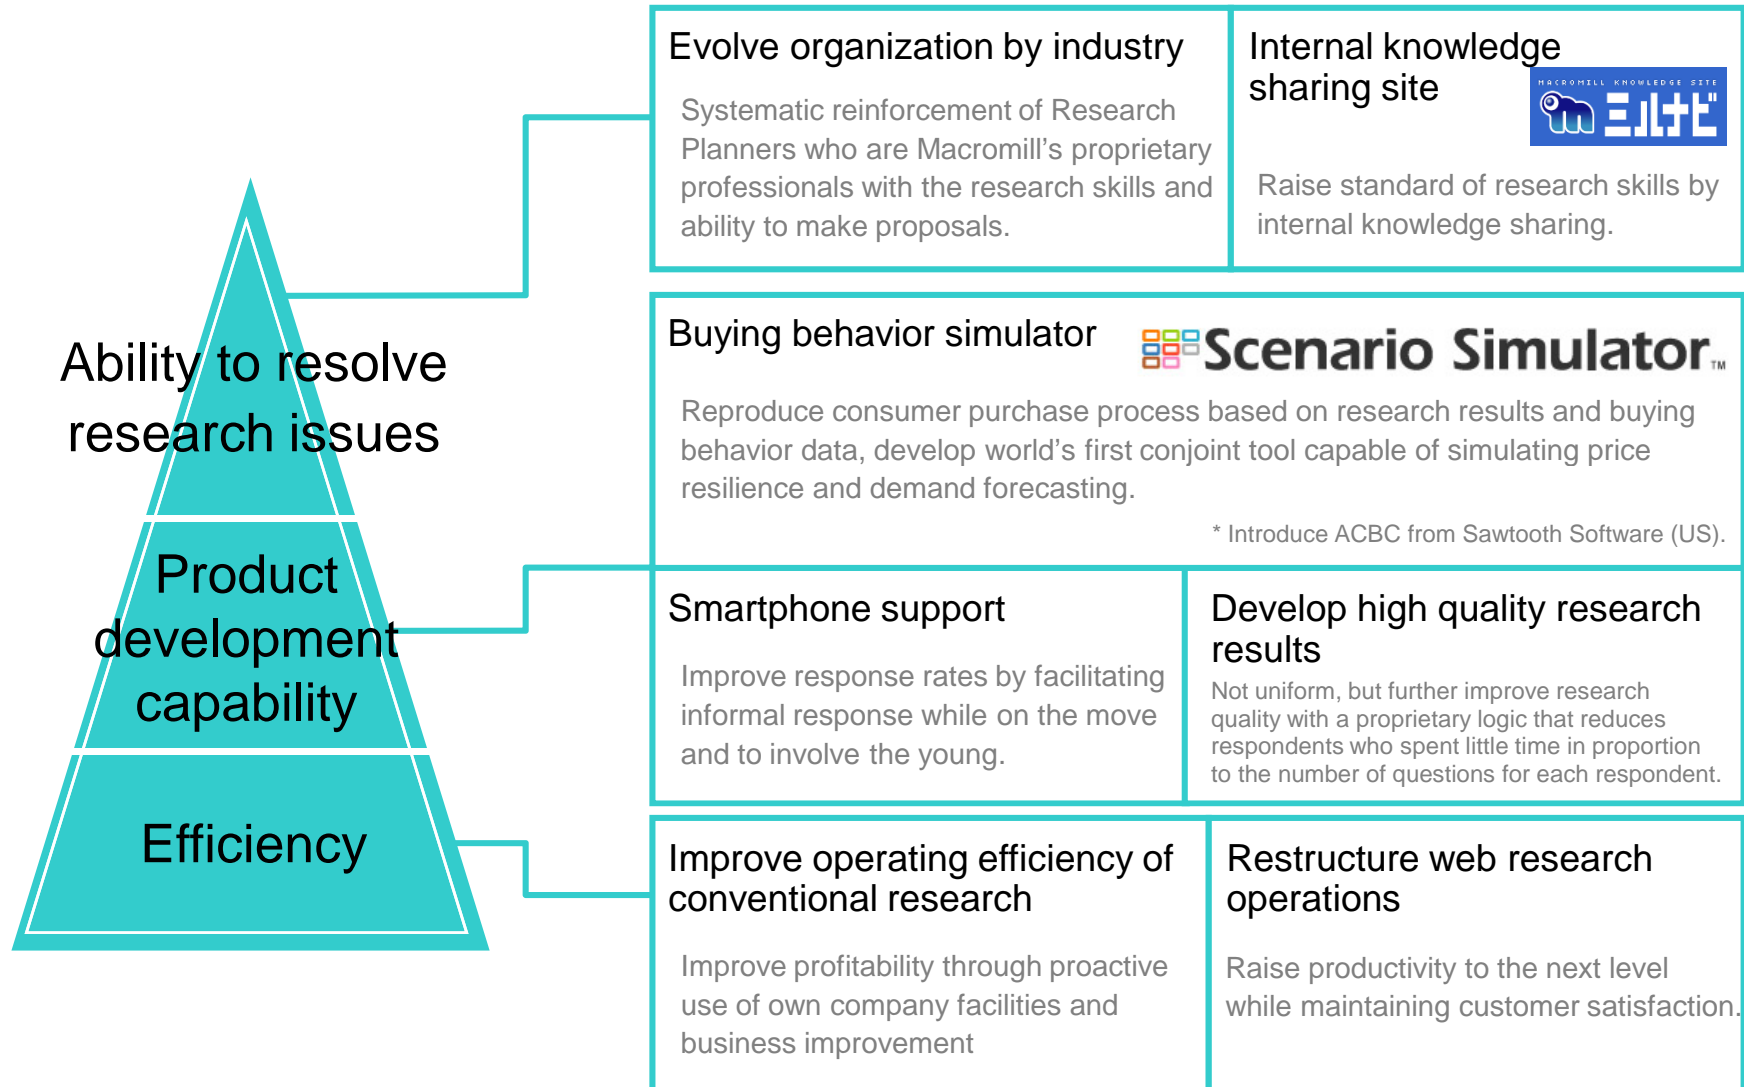 Evolve organization by industry
Systematic reinforcement of Research
Planners who are Macromill’s proprietary
professionals with the research skills and
ability to make proposals.
Internal knowledge
sharing site
MACROMILL KNOWLEDGE SITE
m ミルナビ
Raise standard of research skills by
internal knowledge sharing.
Ability to resolve
research issues
Buying behavior simulator
Scenario Simulator™
Reproduce consumer purchase process based on research results and buying
behavior data, develop world’s first conjoint tool capable of simulating price
resilience and demand forecasting.
* Introduce ACBC from Sawtooth Software (US).
Product
development
capability
Smartphone support
Improve response rates by facilitating
informal response while on the move
and to involve the young.
Develop high quality research
results
Not uniform, but further improve research
quality with a proprietary logic that reduces
respondents who spent little time in proportion
to the number of questions for each respondent.
Efficiency
Improve operating efficiency of
conventional research
Improve profitability through proactive
use of own company facilities and
business improvement
Restructure web research
operations
Raise productivity to the next level
while maintaining customer satisfaction.